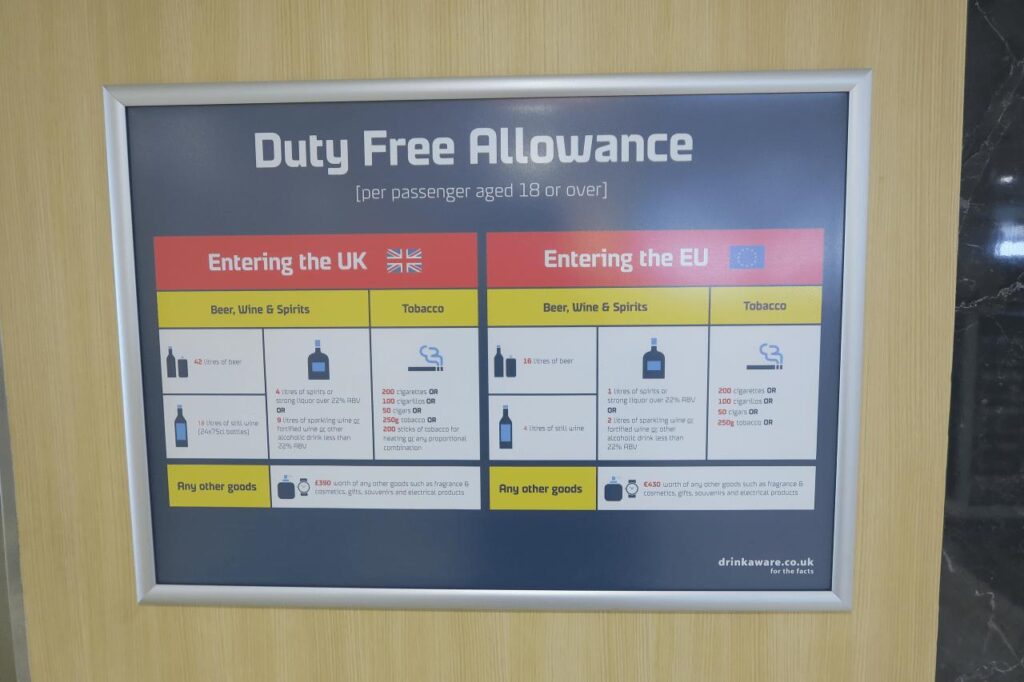 Duty Free Allowance
[per passenger aged 18 or over]
Entering the UK
Beer, Wine & Spirits
Tobacco
42 litres of beer
18 litres of still wine
[24x75cl bottles]
4 litres of spirits or
strong liquor over 22% ABV
OR
9 litres of sparkling wine or
fortified wine or other
alcoholic drink less than
22% ABV
200 cigarettes OR
100 cigarillos OR
50 cigars OR
250g tobacco OR
200 sticks of tobacco for
heating or any proportional
combination
Any other goods
£390 worth of any other goods such as fragrance &
cosmetics, gifts, souvenirs and electrical products
Entering the EU
Beer, Wine & Spirits
Tobacco
16 litres of beer
4 litres of still wine
1 litres of spirits or
strong liquor over 22% ABV
OR
2 litres of sparkling wine or
fortified wine or other
alcoholic drink less than
22% ABV
200 cigarettes OR
100 cigarillos OR
50 cigars OR
250g tobacco OR
Any other goods
€430 worth of any other goods such as fragrance &
cosmetics, gifts, souvenirs and electrical products
drinkaware.co.uk
for the facts